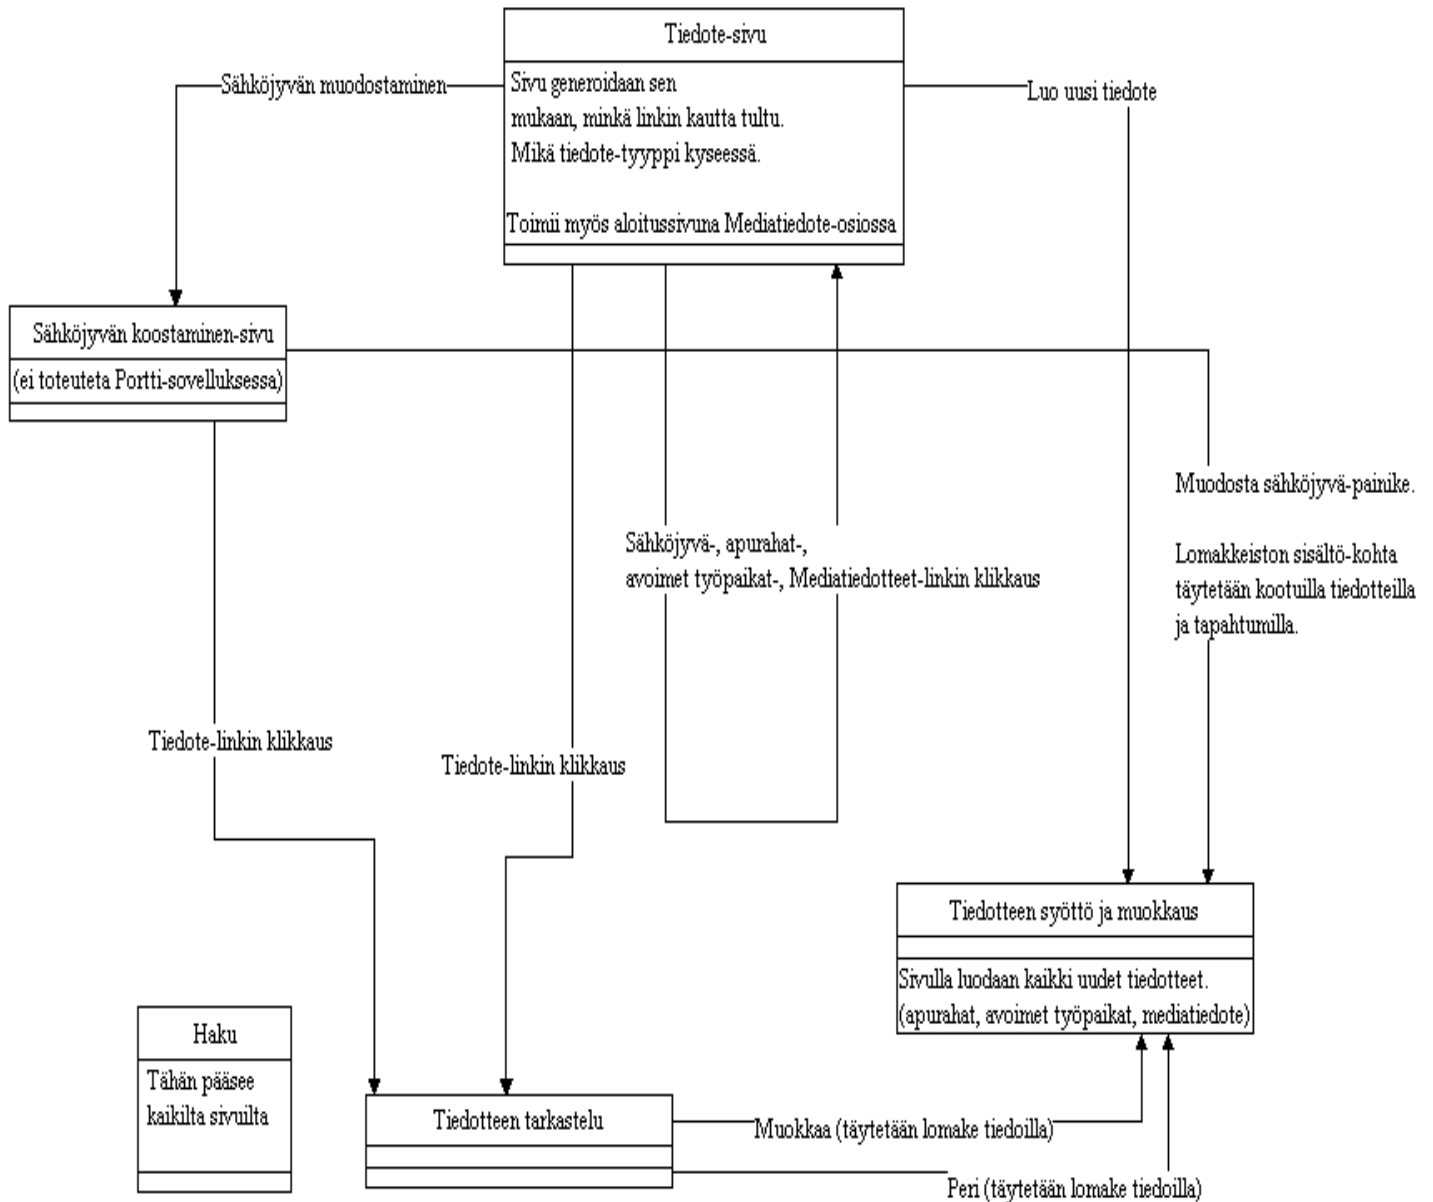 Tiedote-sivu
Sivu generoidaan sen
mukaan, minkä linkin kautta tultu.
Mikä tiedote-tyyppi kyseessä.
Toimii myös aloitussivuna Mediatiedote-osiossa
Sähköjyvän muodostaminen
Luo uusi tiedote
Sähköjyvän koostaminen-sivu
(ei toteuteta Portti-sovelluksessa)
Muodosta sähköjyvä-painike.
Lomakkeiston sisältö-kohta
täytetään kootuilla tiedotteilla
ja tapahtumilla.
Sähköjyvä-, apurahat-,
avoimet työpaikat-, Mediatiedotteet-linkin klikkaus
Tiedote-linkin klikkaus
Tiedote-linkin klikkaus
Tiedotteen syöttö ja muokkaus
Sivulla luodaan kaikki uudet tiedotteet.
(apurahat, avoimet työpaikat, mediatiedote)
Haku
Tähän pääsee
kaikilta sivuilta
Tiedotteen tarkastelu
Muokkaa (täytetään lomake tiedoilla)
Peri (täytetään lomake tiedoilla)